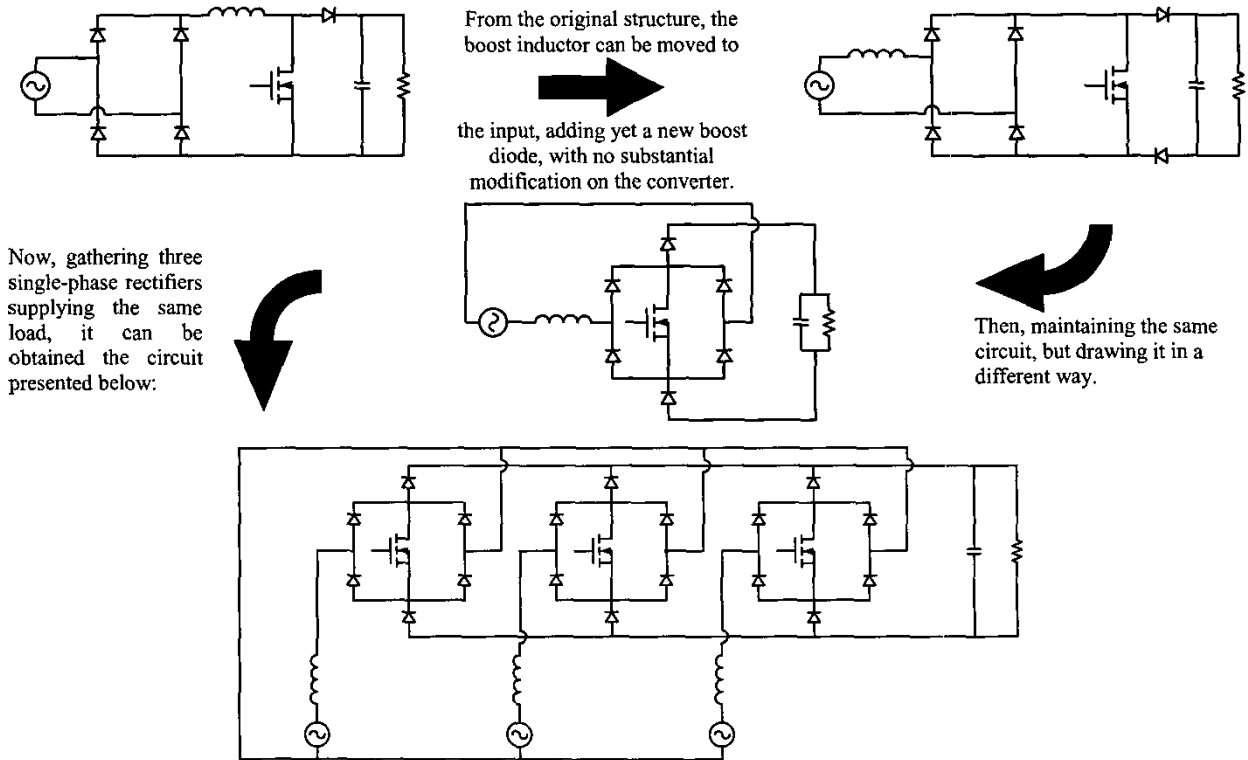 From the original structure, the
boost inductor can be moved to
the input, adding yet a new boost
diode, with no substantial
modification on the converter.
Then, maintaining the same
circuit, but drawing it in a
different way.
Now, gathering three
single-phase rectifiers
supplying the same
load, it can be
obtained the circuit
presented below: